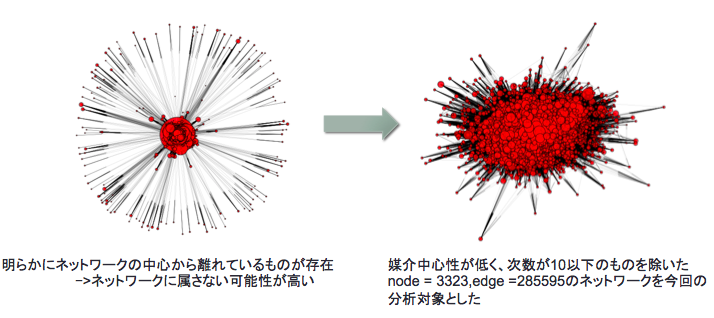 明らかにネットワークの中心から離れているものが存在
->ネットワークに属さない可能性が高い
媒介中心性が低く、次数が10以下のものを除いた
node = 3323,edge =285595のネットワークを今回の
分析対象とした